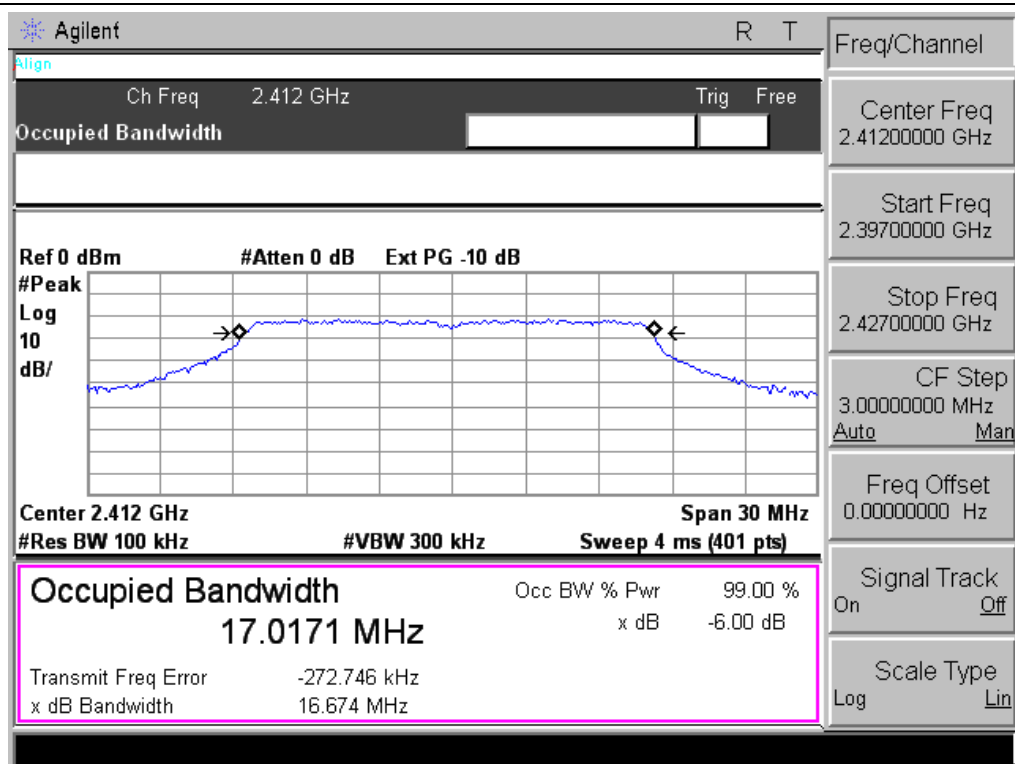 Agilent R T
Align
Ch Freq 2.412 GHz Trig Free
Occupied Bandwidth
Ref 0 dBm #Atten 0 dB Ext PG -10 dB
#Peak
Log
10
dB/
Center 2.412 GHz Span 30 MHz
#Res BW 100 kHz #VBW 300 kHz Sweep 4 ms (401 pts)
Occupied Bandwidth Occ BW % Pwr 99.00 %
17.0171 MHz x dB -6.00 dB
Transmit Freq Error -272.746 kHz
x dB Bandwidth 16.674 MHz
Freq/Channel
Center Freq
2.41200000 GHz
Start Freq
2.39700000 GHz
Stop Freq
2.42700000 GHz
CF Step
3.00000000 MHz
Auto Man
Freq Offset
0.00000000 Hz
Signal Track
On Off
Scale Type
Log Lin